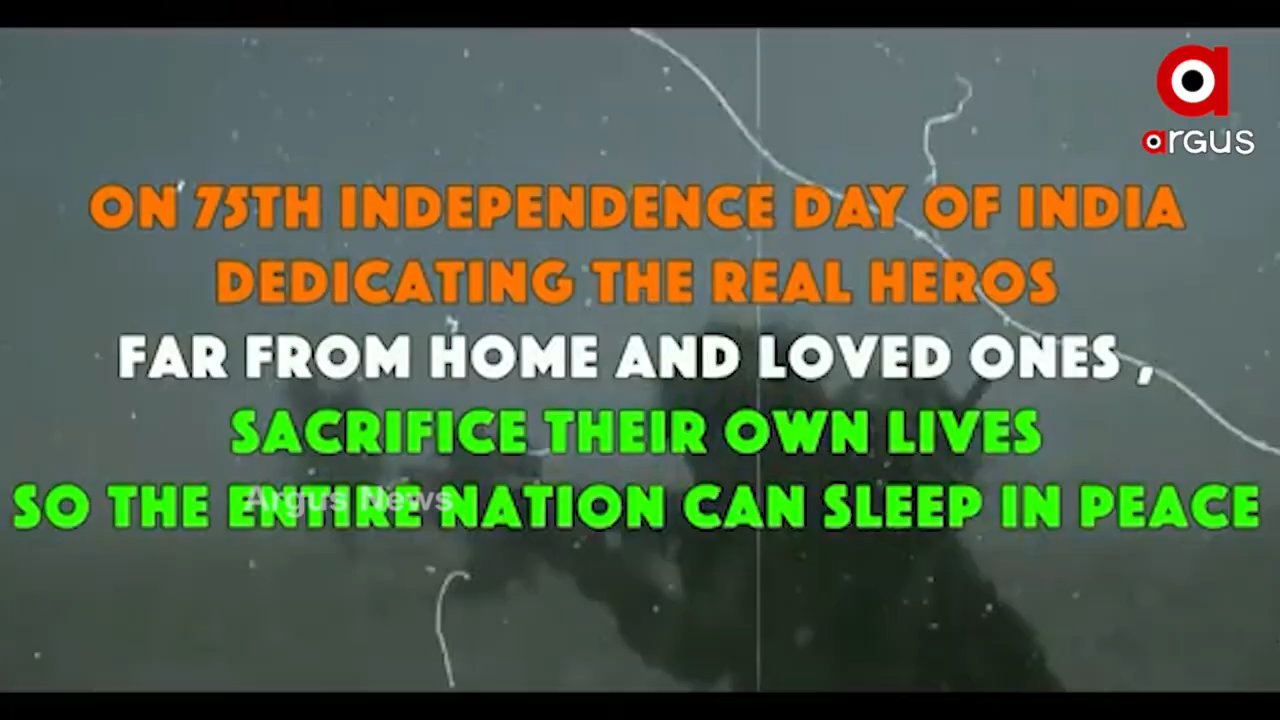 argus
ON 75TH INDEPENDENCE DAY OF INDIA
DEDICATING THE REAL HEROS
FAR FROM HOME AND LOVED ONES ,
SACRIFICE THEIR OWN LIVES
SO THE ENTIRE NATION CAN SLEEP IN PEACE
Argus News